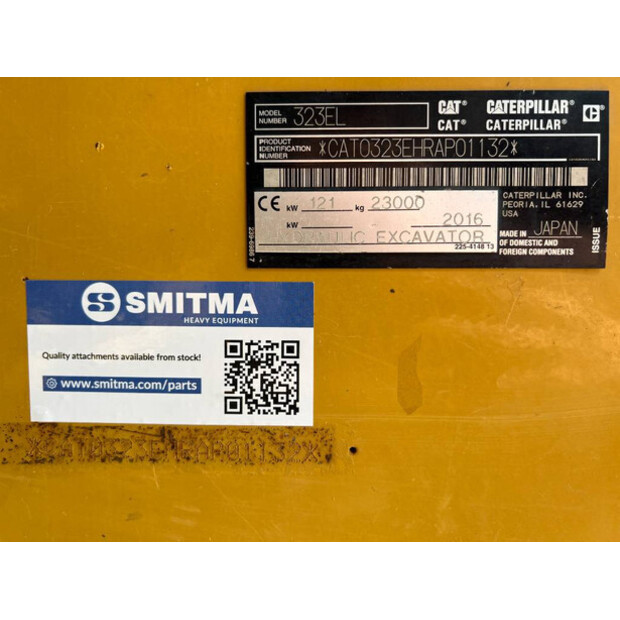 MODEL NUMBER 323EL
CAT® CATERPILLAR®
CAT® CATERPILLAR®
PRODUCT IDENTIFICATION NUMBER *CAT0323EHRAP01132*
CE kW 121 kg 23000
kW 2016
HYDRAULIC EXCAVATOR
225-4148 13
CATERPILLAR INC.
PEORIA, IL 61629
USA
MADE IN JAPAN
OF DOMESTIC AND
FOREIGN COMPONENTS
ISSUE
S SMITMA
HEAVY EQUIPMENT
Quality attachments available from stock!
www.smitma.com/parts
*CAT0323EHRAP01132*